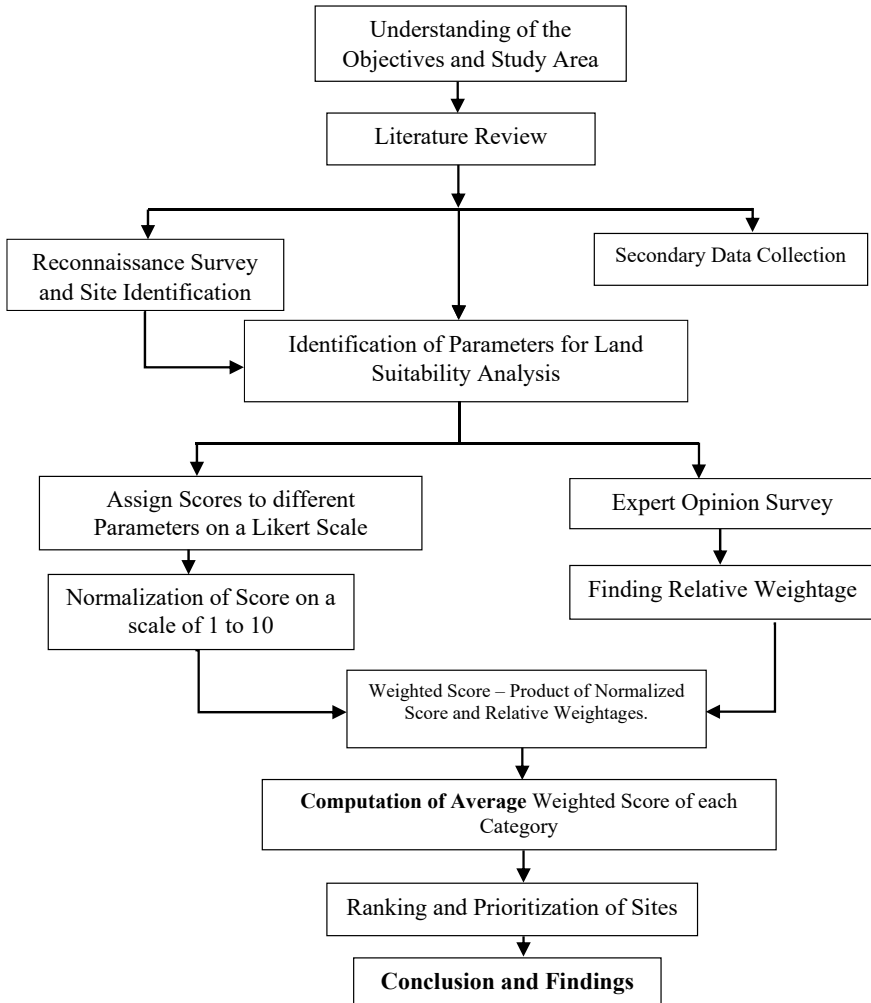 Understanding of the
Objectives and Study Area
Literature Review
Reconnaissance Survey
and Site Identification
Secondary Data Collection
Identification of Parameters for Land
Suitability Analysis
Assign Scores to different
Parameters on a Likert Scale
Expert Opinion Survey
Normalization of Score on a
scale of 1 to 10
Finding Relative Weightage
Weighted Score – Product of Normalized
Score and Relative Weightages.
Computation of Average Weighted Score of each
Category
Ranking and Prioritization of Sites
Conclusion and Findings